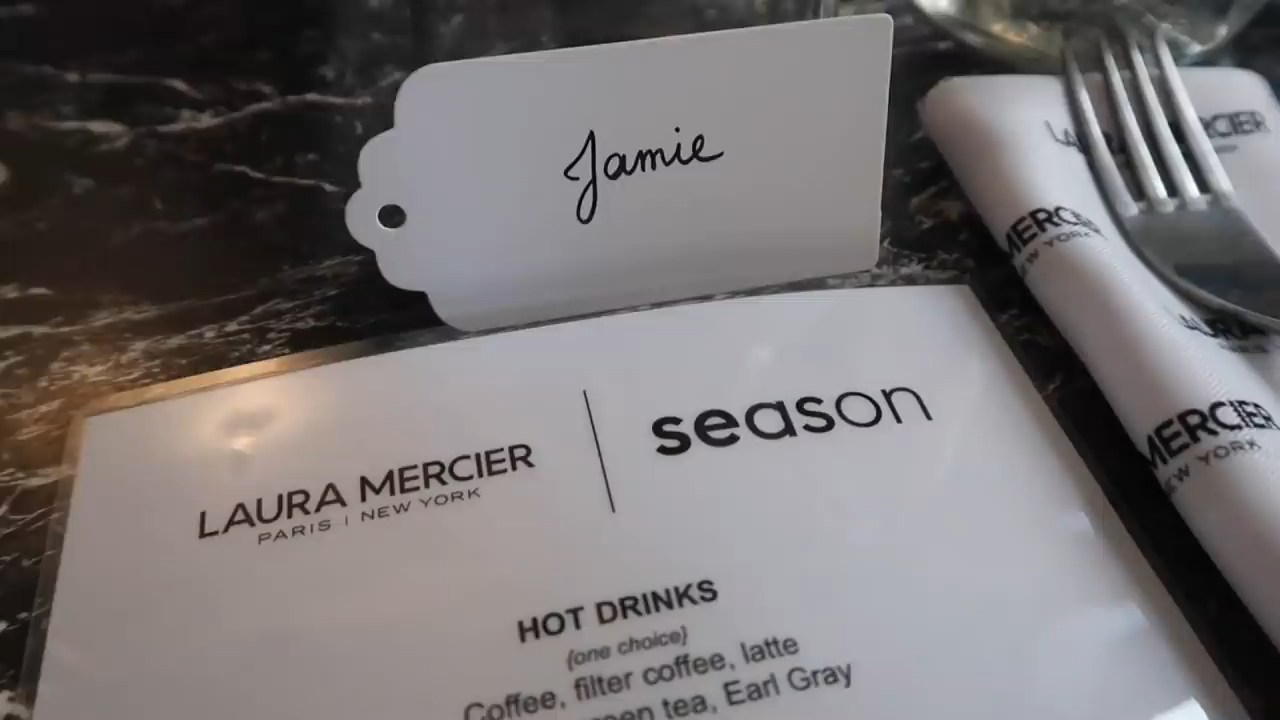 Jamie
LAURA MERCIER
PARIS | NEW YORK
season
HOT DRINKS
(one choice)
Coffee, filter coffee, latte
tea, Earl Gray
MERCIER
MERCIER
NEW YORK
LAURA
MERCIER
NEW YORK